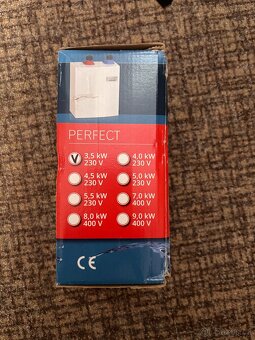 PERFECT
3,5 kW 4,0 kW
230 V 230 V
4,5 kW 5,0 kW
230 V 230 V
5,5 kW 7,0 kW
230 V 400 V
8,0 kW 9,0 kW
400 V 400 V
CE